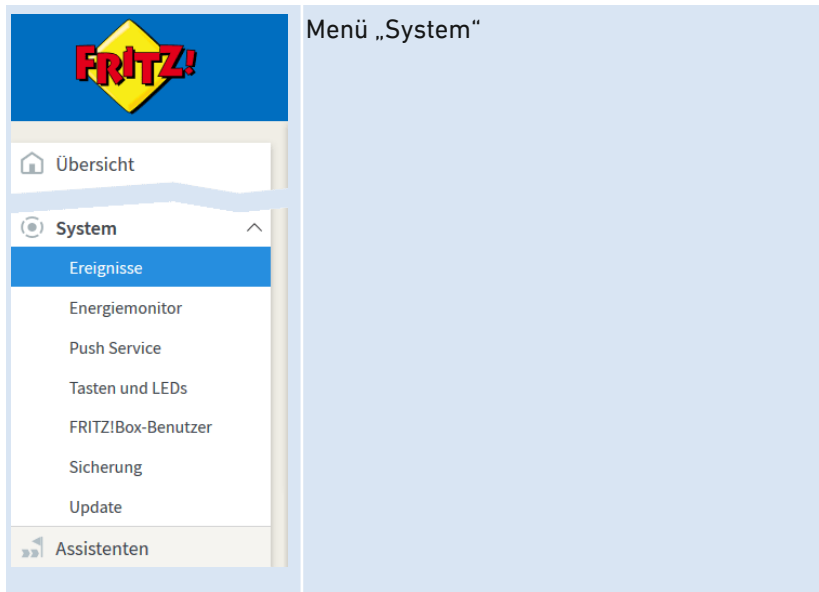 FRITZ!
Menü „System“
Übersicht
System
Ereignisse
Energiemonitor
Push Service
Tasten und LEDs
FRITZ!Box-Benutzer
Sicherung
Update
Assistenten